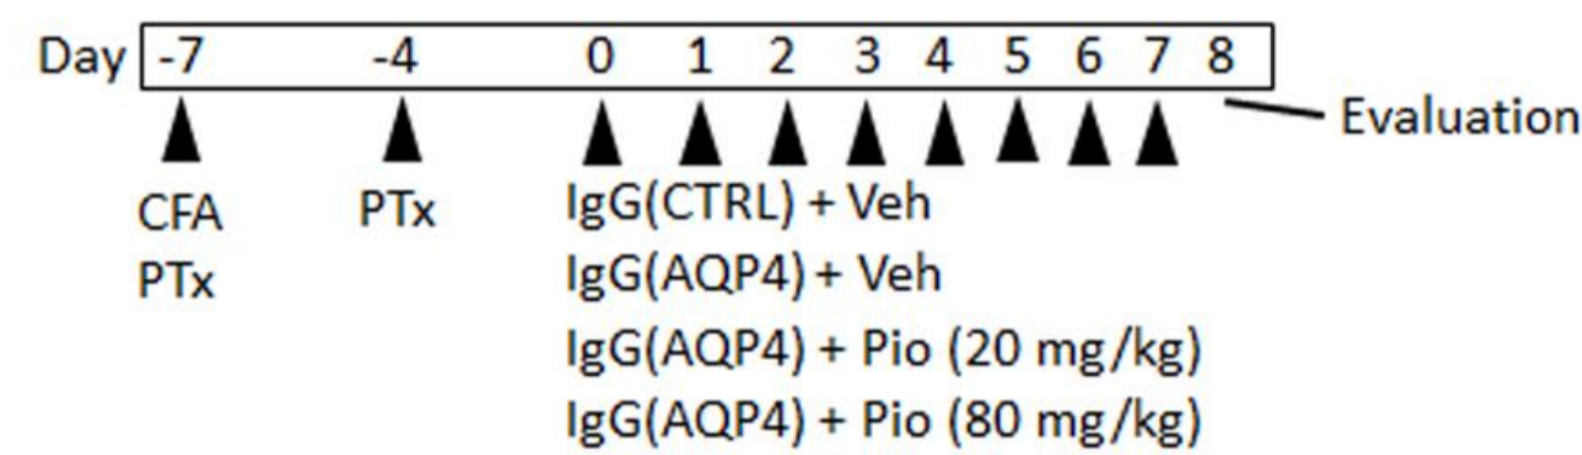 Day -7 -4 0 1 2 3 4 5 6 7 8
Evaluation
CFA PTx IgG(CTRL) + Veh
PTx IgG(AQP4) + Veh
IgG(AQP4) + Pio (20 mg/kg)
IgG(AQP4) + Pio (80 mg/kg)